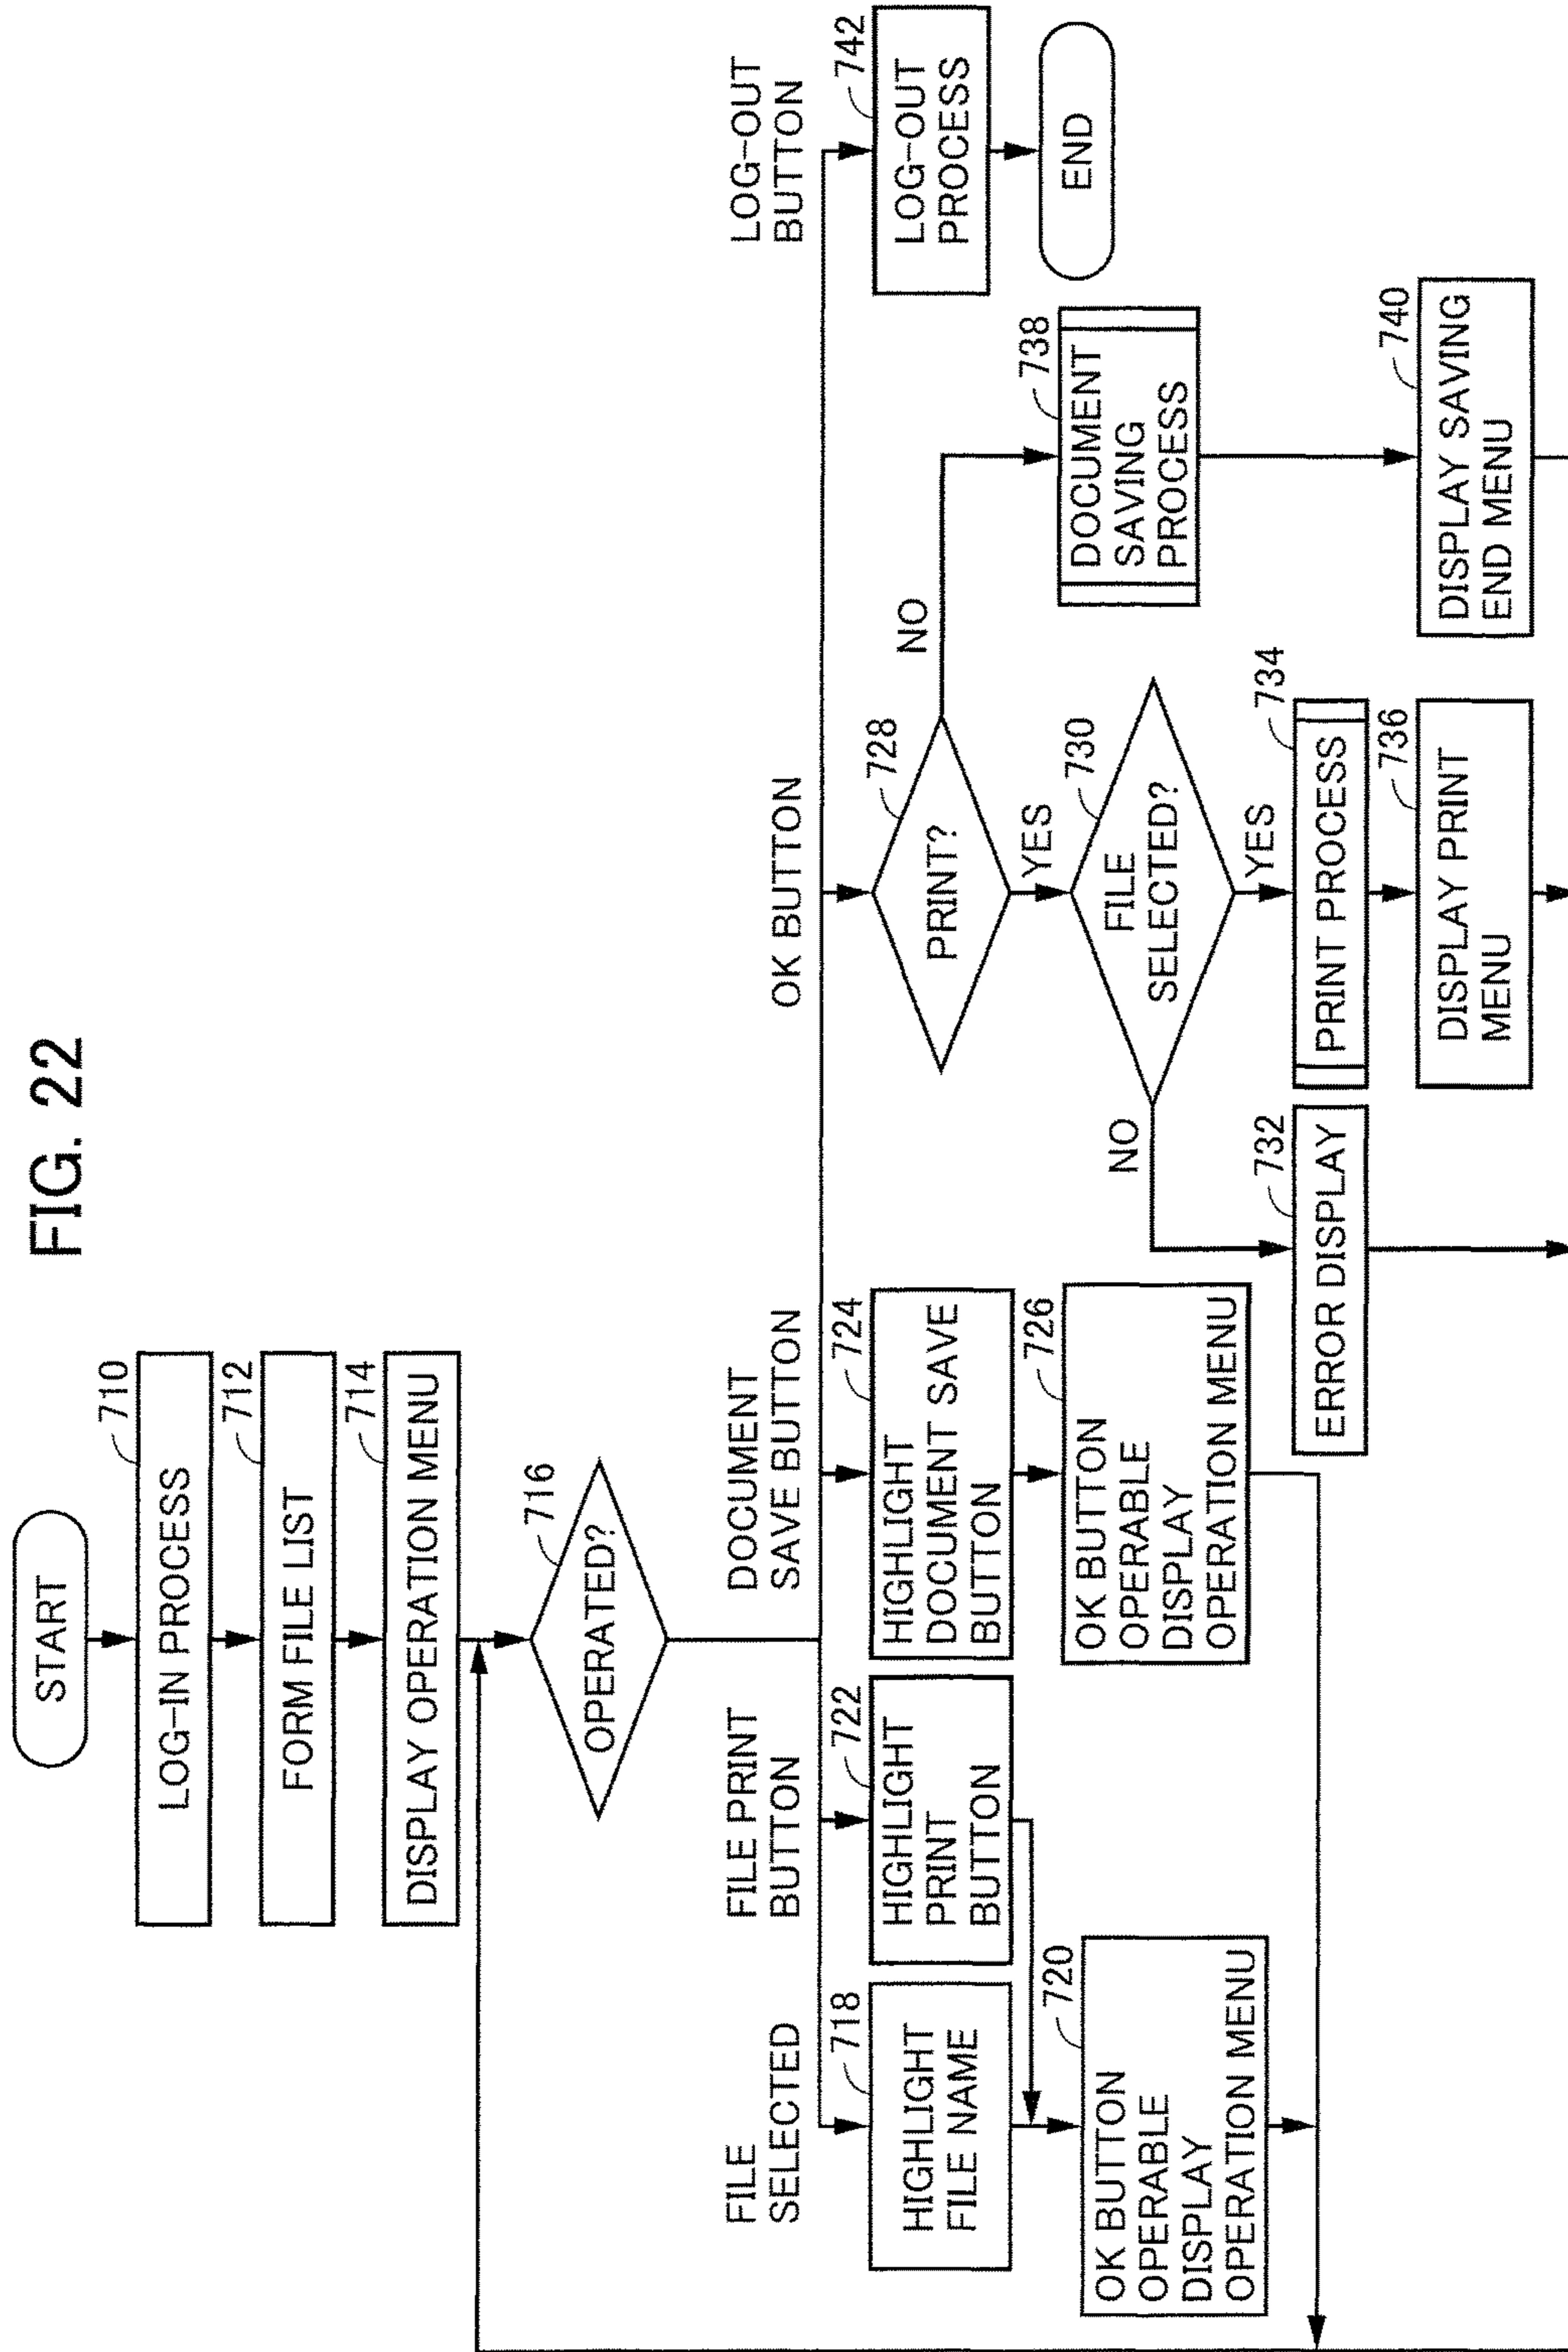 FIG. 22
START
710
LOG-IN PROCESS
712
FORM FILE LIST
714
DISPLAY OPERATION MENU
716
OPERATED?
FILE
SELECTED
718
HIGHLIGHT
FILE NAME
720
OK BUTTON
OPERABLE
DISPLAY
OPERATION MENU
FILE PRINT
BUTTON
722
HIGHLIGHT
PRINT
BUTTON
DOCUMENT
SAVE BUTTON
724
HIGHLIGHT
DOCUMENT SAVE
BUTTON
726
OK BUTTON
OPERABLE
DISPLAY
OPERATION MENU
OK BUTTON
728
PRINT?
NO
YES
730
FILE
SELECTED?
NO
YES
732
ERROR DISPLAY
734
PRINT PROCESS
736
DISPLAY PRINT
MENU
738
DOCUMENT
SAVING
PROCESS
740
DISPLAY SAVING
END MENU
LOG-OUT
BUTTON
742
LOG-OUT
PROCESS
END